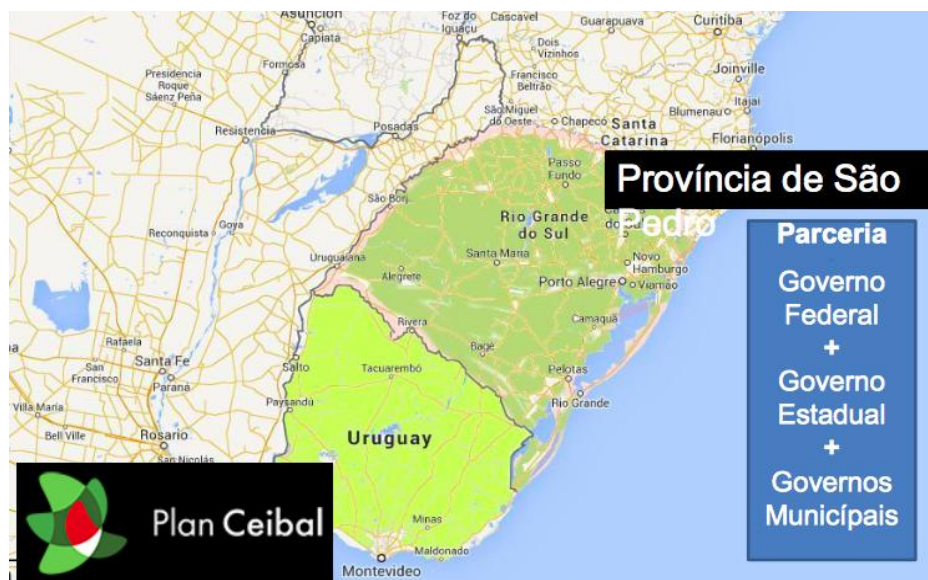 Asunción
Capiatá
Foz do
Iguaçu
Cascavel
Guarapuava
Curitiba
Formosa
Dois
Vizinhos
Joinville
Presidencia
Roque
Sáenz Peña
Francisco
Beltrão
São Miguel
do Oeste
Chapecó
Blumenau
Itajaí
Resistencia
Posadas
Santa
Catarina
Florianópolis
Província de São
Pedro
Passo
Fundo
São Borj
Rio Grande
do Sul
Reconquista
Goya
Uruguaiana
Alegrete
Santa Maria
Novo
Hamburgo
Porto Alegre
Viamão
Parceria
Governo
Federal
+
Governo
Estadual
+
Governos
Municípais
Camaquã
Rivera
Bagé
Rafaela
Santa Fe
San
Francisco
Paraná
Salto
Tacuarembó
Pelotas
Rio Grande
Paysandú
Villa María
Bell Ville
Rosario
San Nicolás
Uruguay
Plan Ceibal
Minas
Maldonado
Montevideo